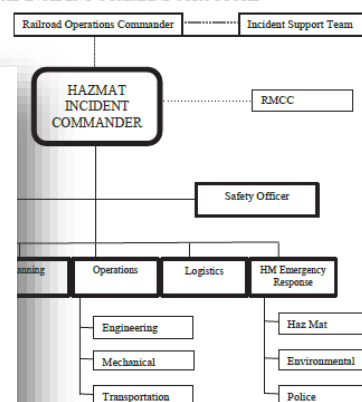 Railroad Operations Commander
Incident Support Team
HAZMAT
INCIDENT
COMMANDER
RMCC
Safety Officer
anning
Operations
Logistics
HM Emergency
Response
Engineering
Haz Mat
Mechanical
Environmental
Transportation
Police